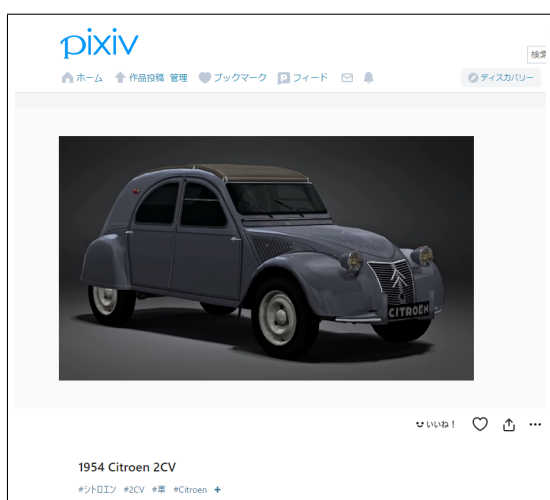 pixiv
検索
ホーム 作品投稿 管理 ブックマーク P フィード ディスカバリー
CITROËN
いいね！
1954 Citroen 2CV
#シトロエン #2CV #車 #Citroen +